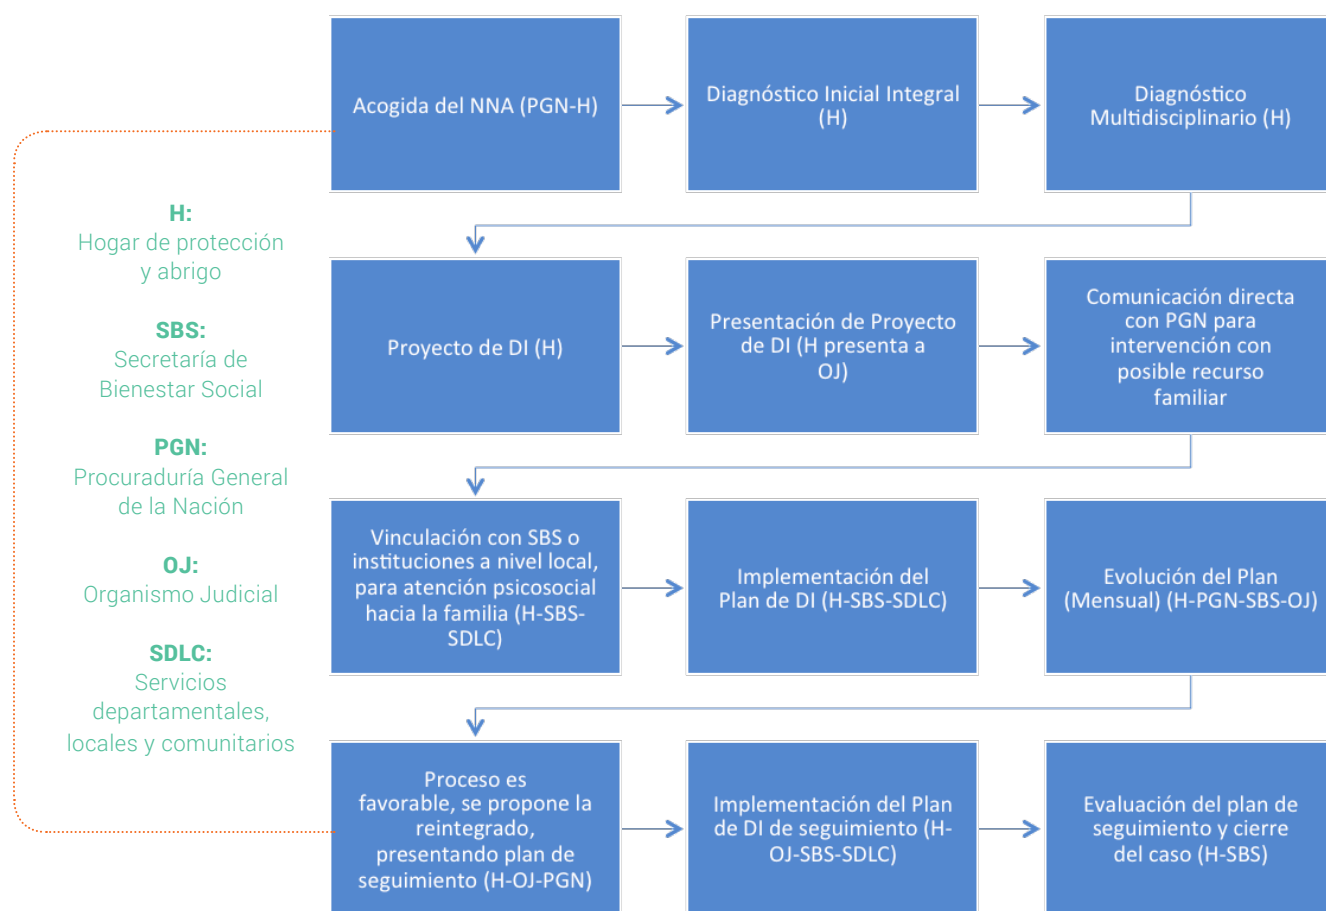 Acogida del NNA (PGN-H)
Diagnóstico Inicial Integral
(H)
Diagnóstico
Multidisciplinario (H)
H:
Hogar de protección
y abrigo
SBS:
Secretaría de
Bienestar Social
PGN:
Procuraduría General
de la Nación
OJ:
Organismo Judicial
SDLC:
Servicios
departamentales,
locales y comunitarios
Proyecto de DI (H)
Presentación de Proyecto
de DI (H presenta a
OJ)
Comunicación directa
con PGN para
intervención con
posible recurso
familiar
Vinculación con SBS o
instituciones a nivel local,
para atención psicosocial
hacia la familia (H-SBS-
SDLC)
Implementación del
Plan de DI (H-SBS-SDLC)
Evolución del Plan
(Mensual) (H-PGN-SBS-OJ)
Proceso es
favorable, se propone la
reintegrado,
presentando plan de
seguimiento (H-OJ-PGN)
Implementación del Plan
de DI de seguimiento (H-
OJ-SBS-SDLC)
Evaluación del plan de
seguimiento y cierre
del caso (H-SBS)